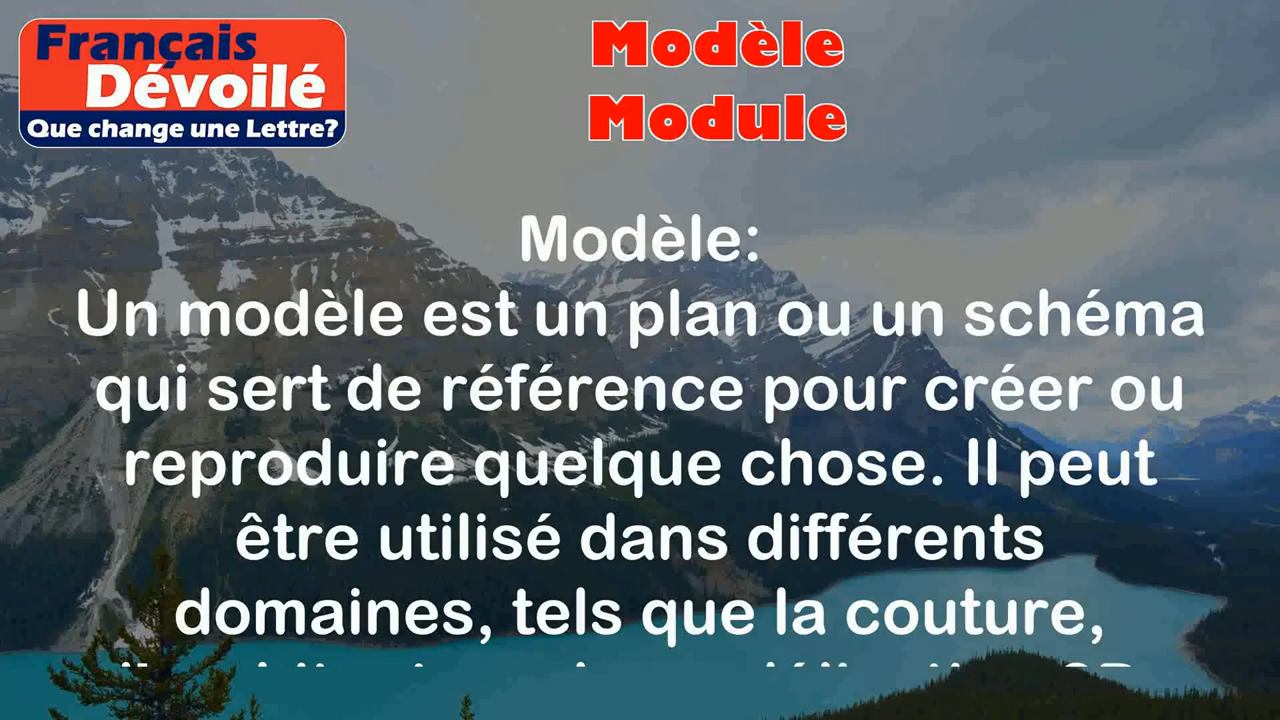 Français
Dévoilé
Que change une Lettre?
Modèle
Module
Modèle:
Un modèle est un plan ou un schéma
qui sert de référence pour créer ou
reproduire quelque chose. Il peut
être utilisé dans différents
domaines, tels que la couture,